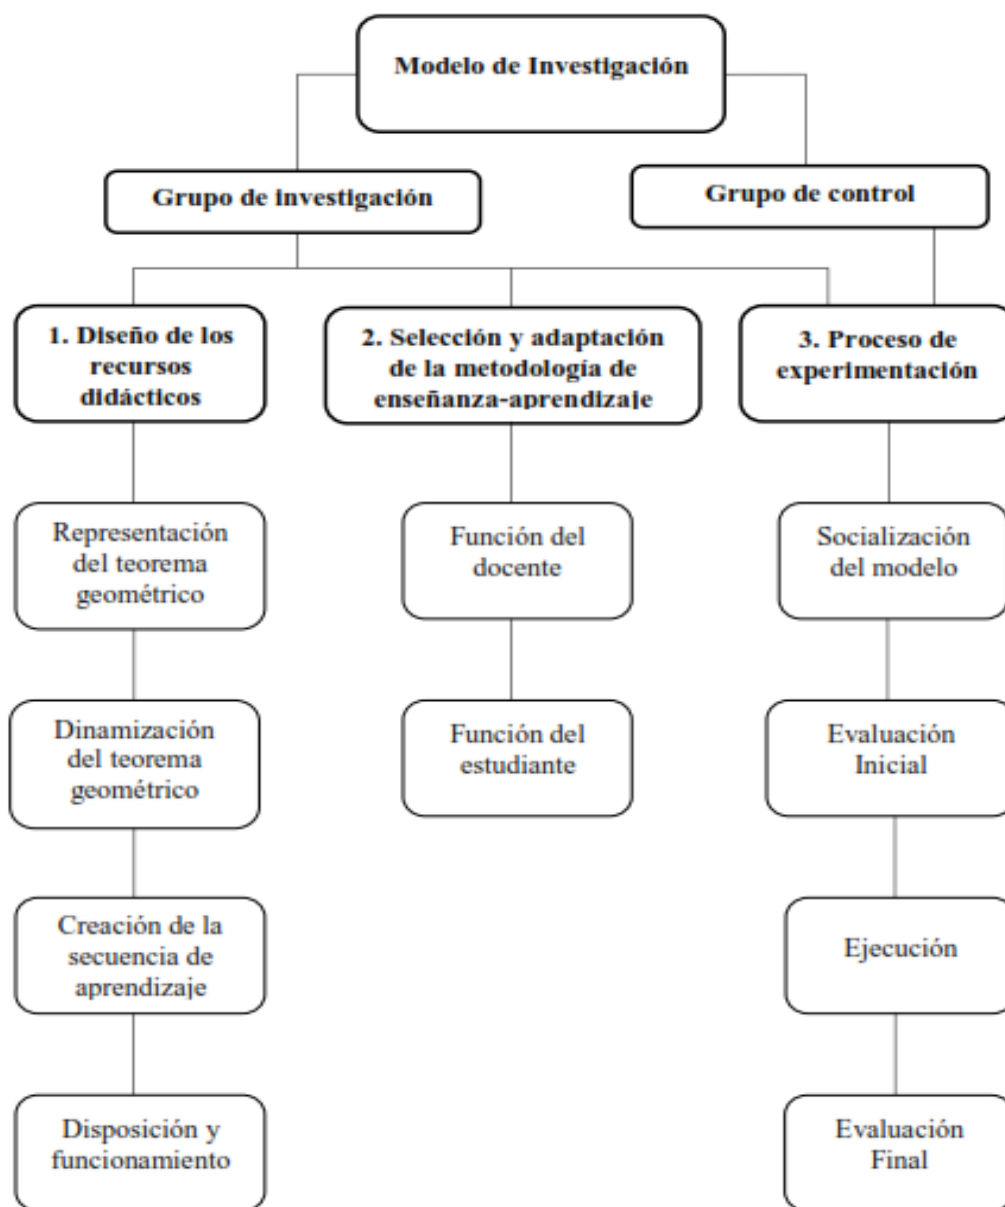 Modelo de Investigación
Grupo de investigación
Grupo de control
1. Diseño de los
recursos
didácticos
2. Selección y adaptación
de la metodología de
enseñanza-aprendizaje
3. Proceso de
experimentación
Representación
del teorema
geométrico
Función del
docente
Socialización
del modelo
Dinamización
del teorema
geométrico
Función del
estudiante
Evaluación
Inicial
Creación de la
secuencia de
aprendizaje
Ejecución
Disposición y
funcionamiento
Evaluación
Final